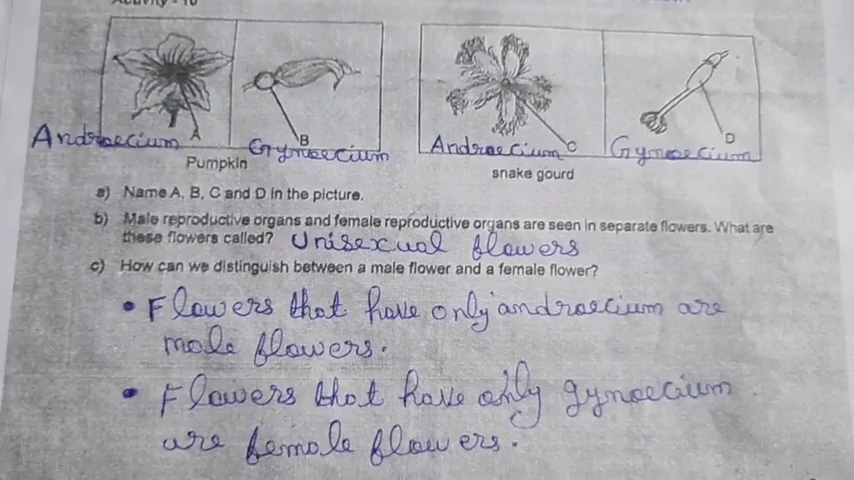 Activity - 10
A
B
C
D
Androecium
Gynoecium
Androecium
Gynoecium
Pumpkin
snake gourd
a) Name A, B, C and D in the picture.
b) Male reproductive organs and female reproductive organs are seen in separate flowers. What are
these flowers called? Unisexual flowers
c) How can we distinguish between a male flower and a female flower?
• Flowers that have only androecium are
male flowers.
• Flowers that have only gynoecium
are female flowers.